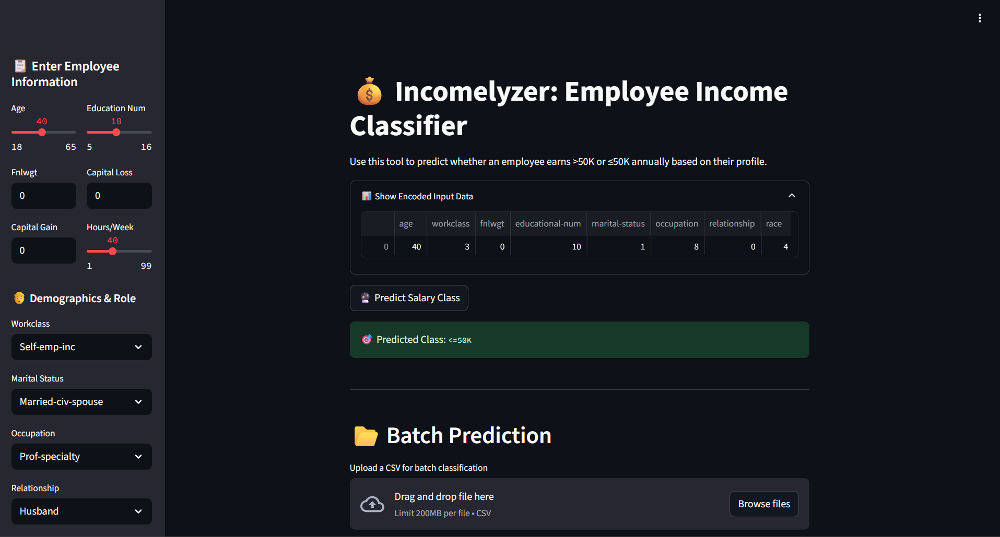 Enter Employee
Information
Age Education Num
40 10
18 65 5 16
Fnlwgt Capital Loss
0 0
Capital Gain Hours/Week
0 40
1 99
Demographics & Role
Workclass
Self-emp-inc
Marital Status
Married-civ-spouse
Occupation
Prof-specialty
Relationship
Husband
Incomelyzer: Employee Income
Classifier
Use this tool to predict whether an employee earns >50K or ≤50K annually based on their profile.
Show Encoded Input Data
age workclass fnlwgt educational-num marital-status occupation relationship race
0 40 3 0 10 1 8 0 4
Predict Salary Class
Predicted Class: <=50K
Batch Prediction
Upload a CSV for batch classification
Drag and drop file here
Limit 200MB per file • CSV
Browse files